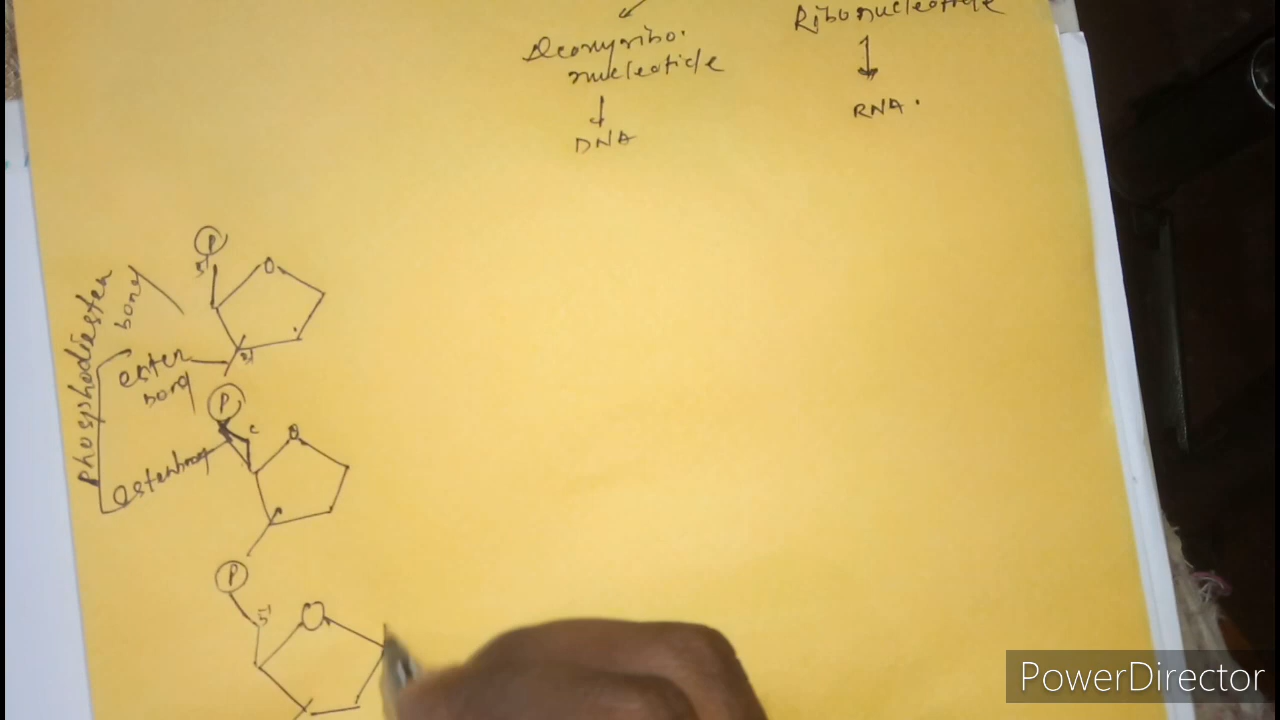 Deoxyribo.
nucleotide
↓
DNA
Ribonucleotide
↓
RNA.
P
5'
O
3'
Phosphodiester
bond
ester
bond
P
C
O
esterbond
P
5'
O
PowerDirector